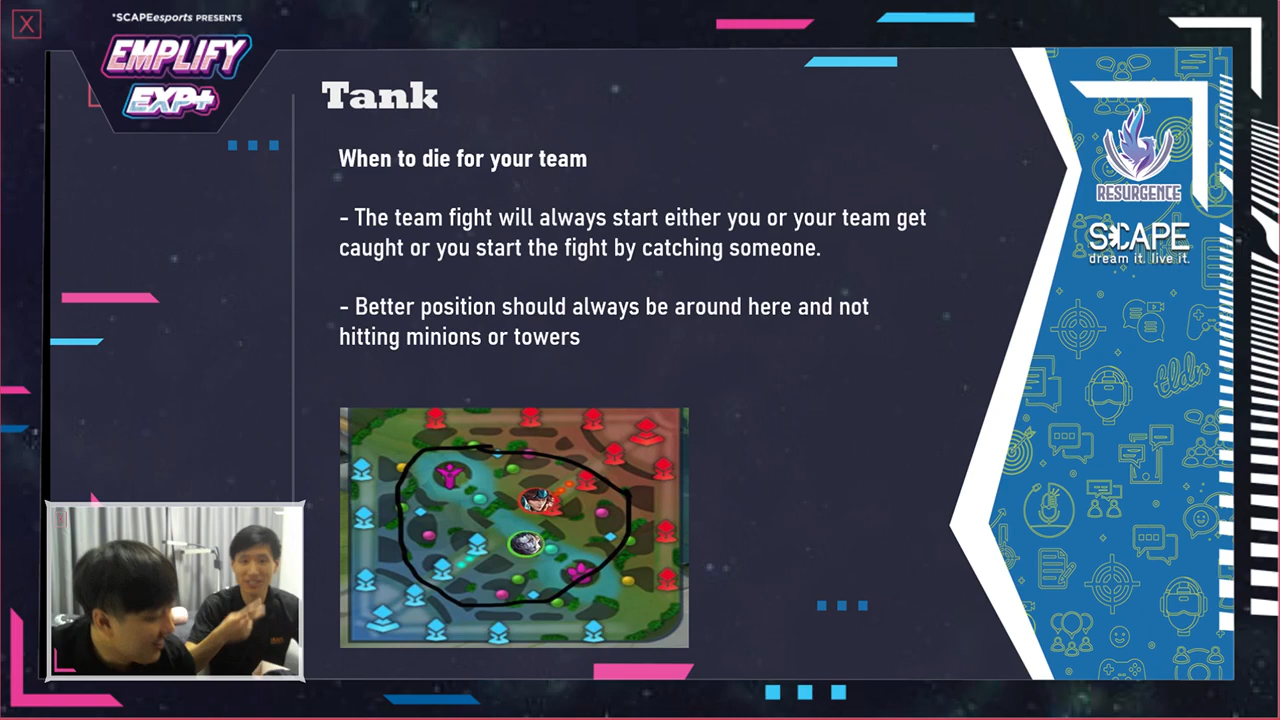 *SCAPEesports PRESENTS
EMPLIFY
EXP+
Tank
When to die for your team
- The team fight will always start either you or your team get
caught or you start the fight by catching someone.
- Better position should always be around here and not
hitting minions or towers
RESURGENCE
S*CAPE
dream it. live it.
tldr